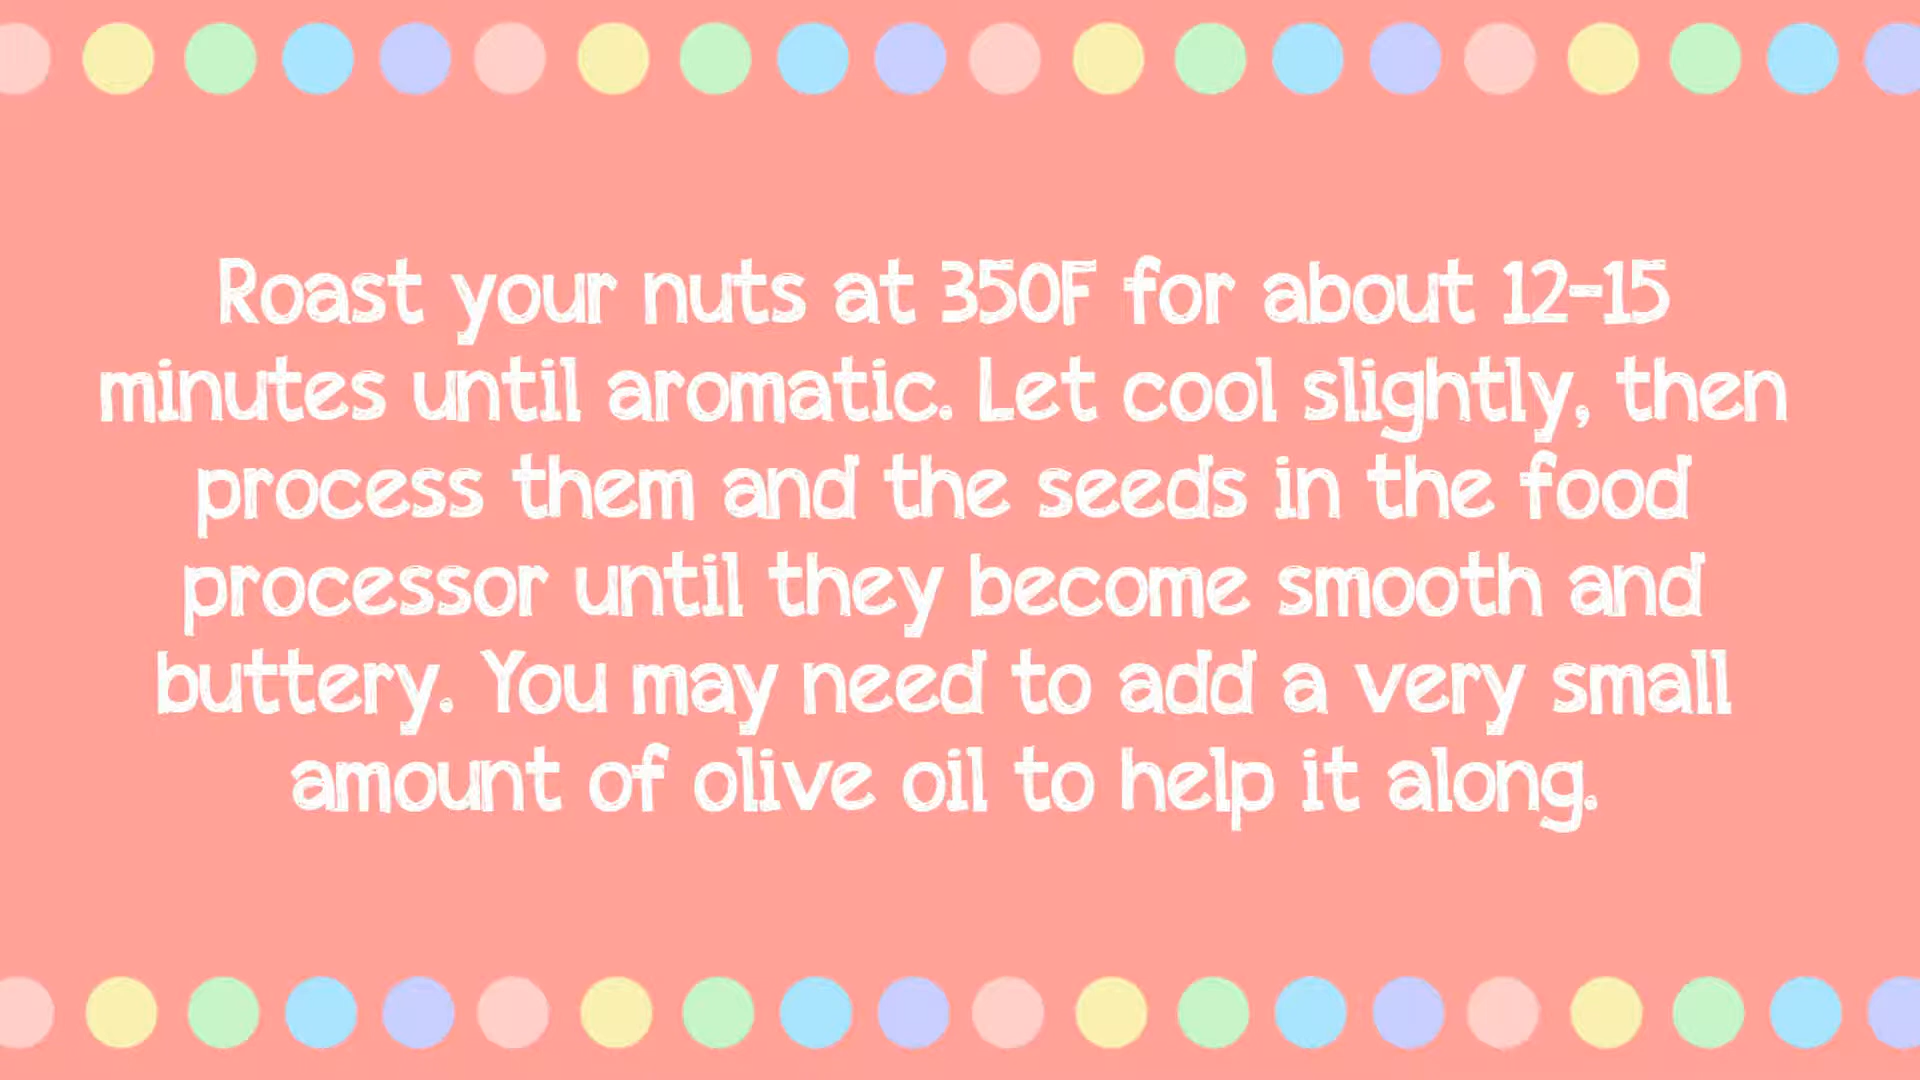 Roast your nuts at 350F for about 12-15
minutes until aromatic. Let cool slightly, then
process them and the seeds in the food
processor until they become smooth and
buttery. You may need to add a very small
amount of olive oil to help it along.